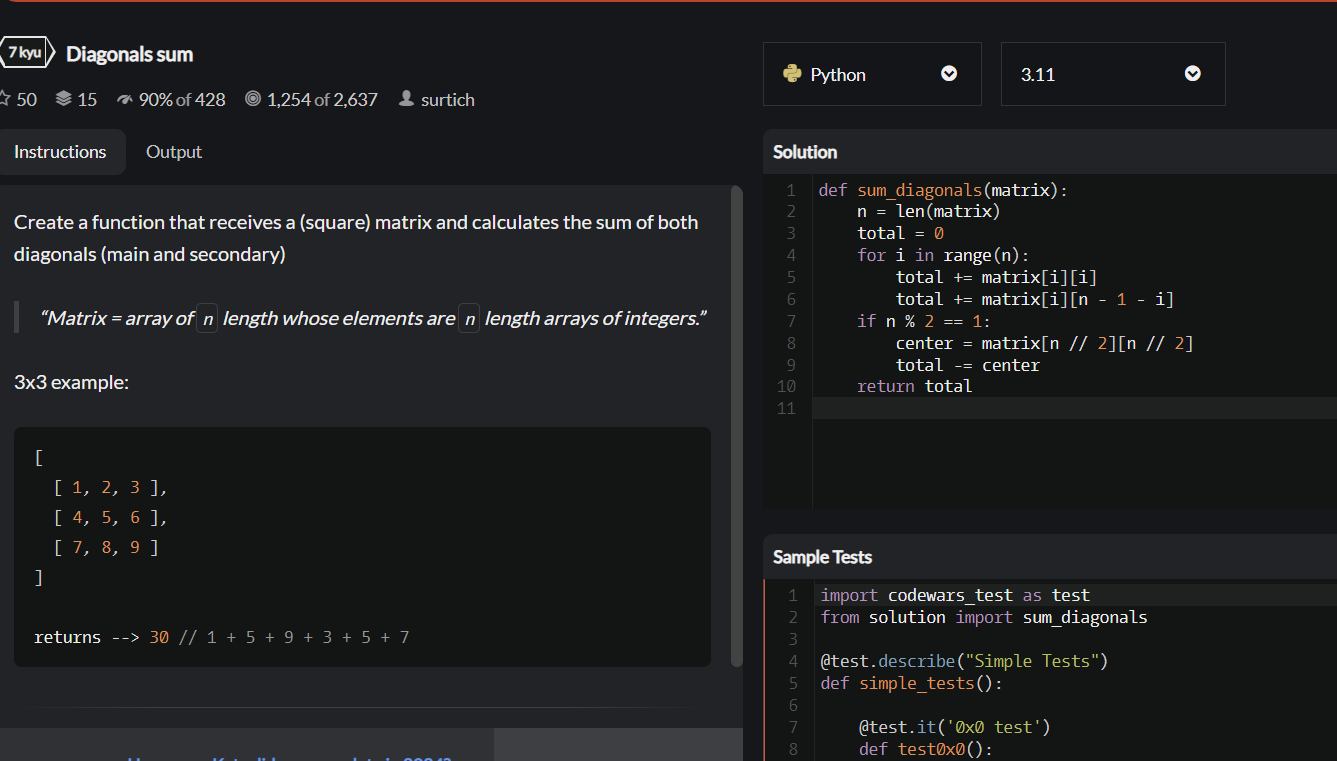 7 kyu Diagonals sum
50 15 90% of 428 1,254 of 2,637 surtich
Instructions Output
Create a function that receives a (square) matrix and calculates the sum of both
diagonals (main and secondary)
“Matrix = array of n length whose elements are n length arrays of integers.”
3x3 example:
[
[ 1, 2, 3 ],
[ 4, 5, 6 ],
[ 7, 8, 9 ]
]
returns --> 30 // 1 + 5 + 9 + 3 + 5 + 7
Python 3.11
Solution
1 def sum_diagonals(matrix):
2 n = len(matrix)
3 total = 0
4 for i in range(n):
5 total += matrix[i][i]
6 total += matrix[i][n - 1 - i]
7 if n % 2 == 1:
8 center = matrix[n // 2][n // 2]
9 total -= center
10 return total
11
Sample Tests
1 import codewars_test as test
2 from solution import sum_diagonals
3
4 @test.describe("Simple Tests")
5 def simple_tests():
6
7 @test.it('0x0 test')
8 def test0x0():